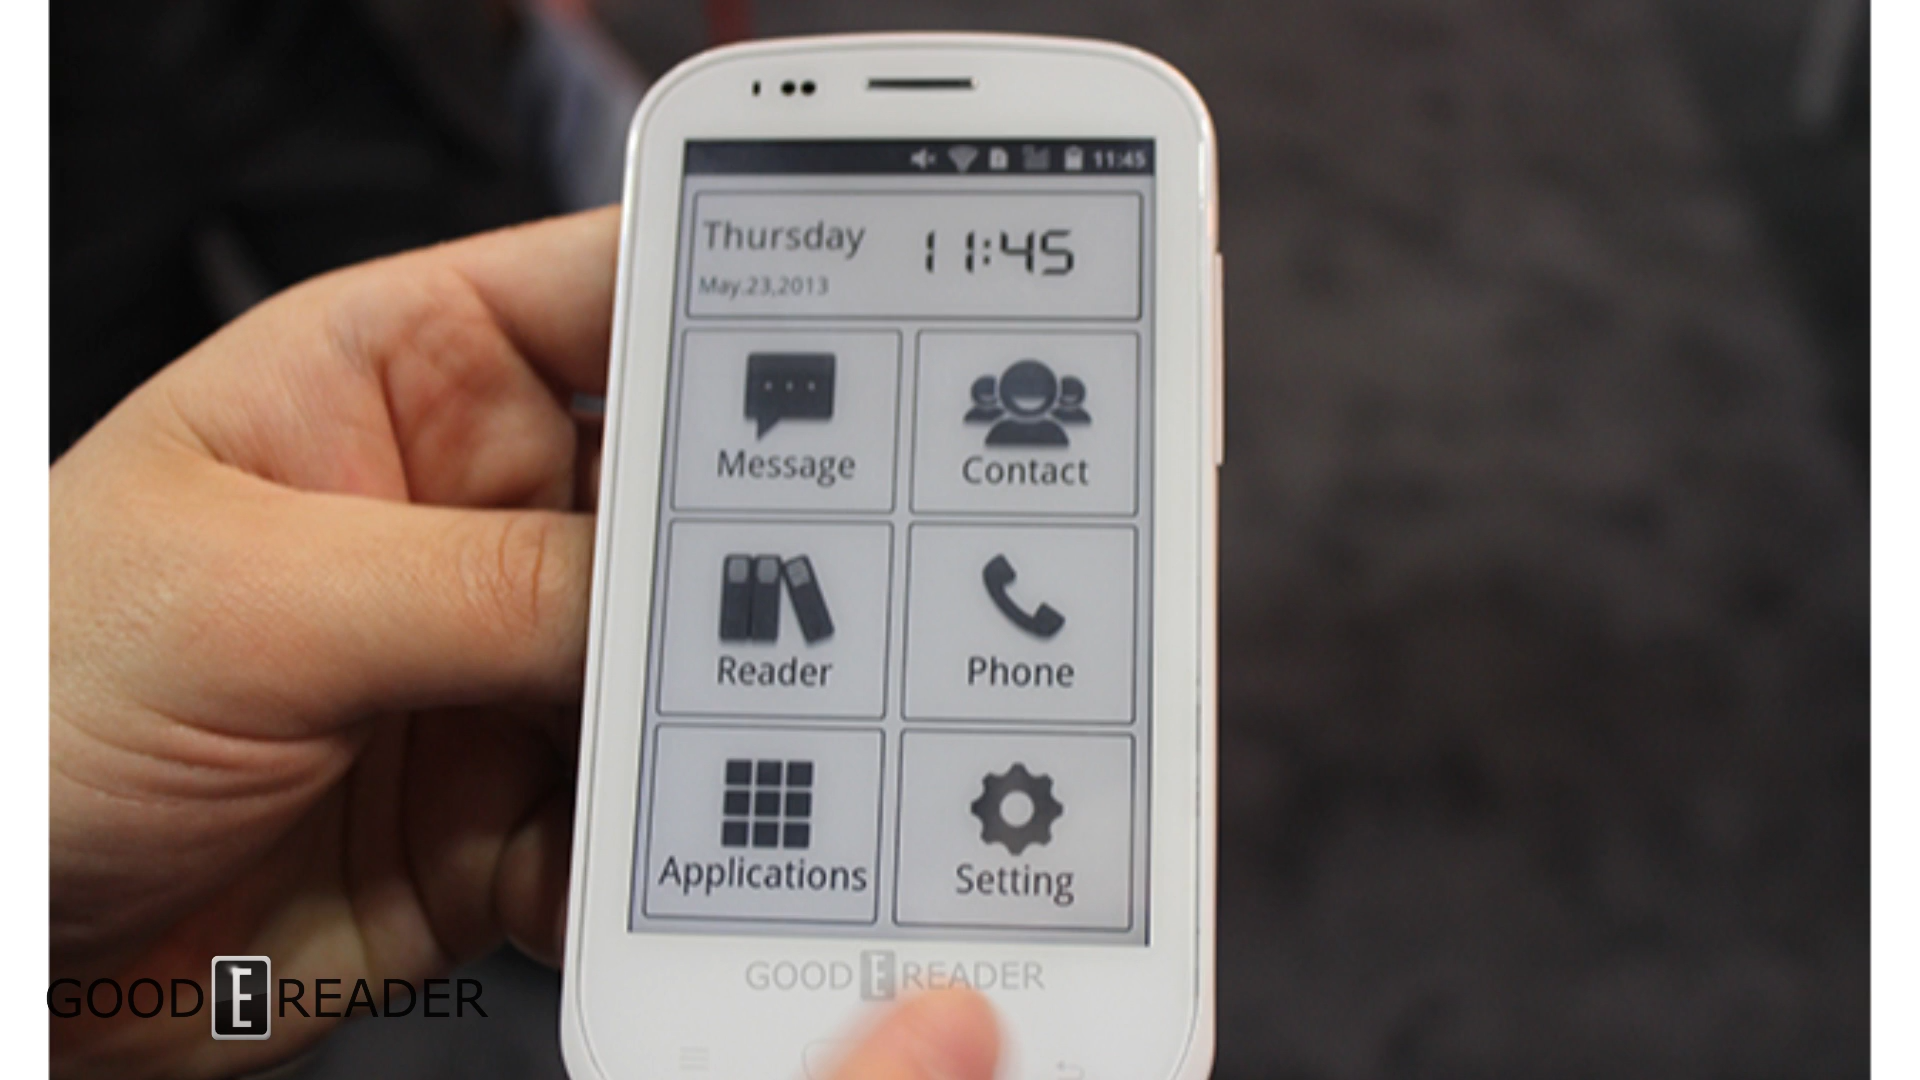 11:45
Thursday
11:45
May.23,2013
Message
Contact
Reader
Phone
Applications
Setting
GOOD E READER
GOOD E READER